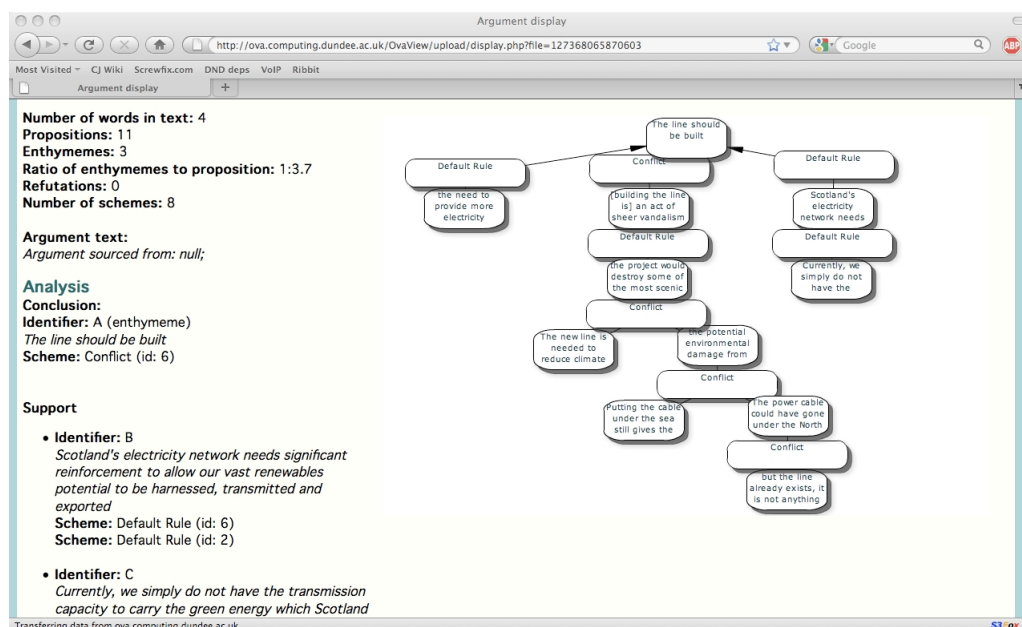 Argument display
http://ova.computing.dundee.ac.uk/OvaView/upload/display.php?file=127368065870603
Google
ABP
Most Visited
CJ Wiki
Screwfix.com
DND deps
VoIP
Ribbit
Argument display
Number of words in text: 4
Propositions: 11
Enthymemes: 3
Ratio of enthymemes to proposition: 1:3.7
Refutations: 0
Number of schemes: 8
Argument text:
Argument sourced from: null;
Analysis
Conclusion:
Identifier: A (enthymeme)
The line should be built
Scheme: Conflict (id: 6)
Support
• Identifier: B
Scotland's electricity network needs significant
reinforcement to allow our vast renewables
potential to be harnessed, transmitted and
exported
Scheme: Default Rule (id: 6)
Scheme: Default Rule (id: 2)
• Identifier: C
Currently, we simply do not have the transmission
capacity to carry the green energy which Scotland
The line should
be built
Default Rule
Conflict
Default Rule
the need to
provide more
electricity
[building the line
is] an act of
sheer vandalism
Scotland's
electricity
network needs
Default Rule
Default Rule
the project would
destroy some of
the most scenic
Currently, we
simply do not
have the
Conflict
The new line is
needed to
reduce climate
the potential
environmental
damage from
Conflict
Putting the cable
under the sea
still gives the
The power cable
could have gone
under the North
Conflict
but the line
already exists, it
is not anything
Transferring data from ova.computing.dundee.ac.uk
S3Fox